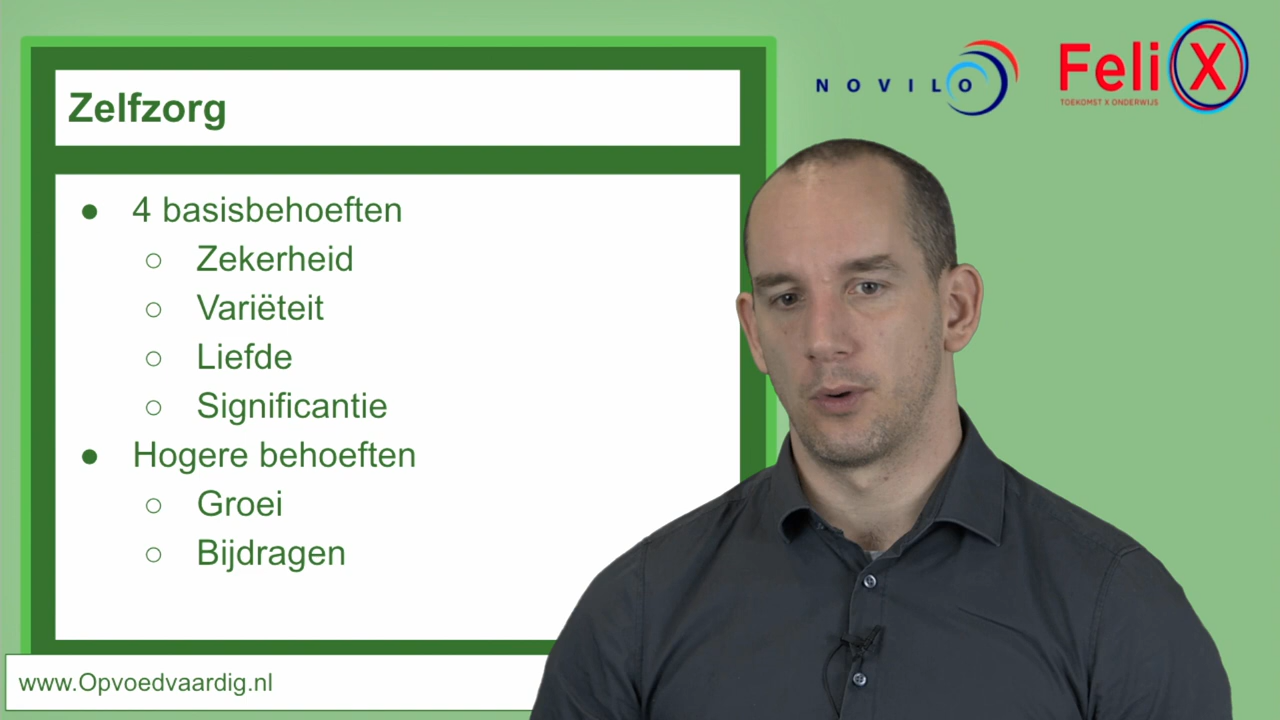 Zelfzorg
● 4 basisbehoeften
○ Zekerheid
○ Variëteit
○ Liefde
○ Significantie
● Hogere behoeften
○ Groei
○ Bijdragen
www.Opvoedvaardig.nl
NOVILO
FeliX
TOEKOMST X ONDERWIJS